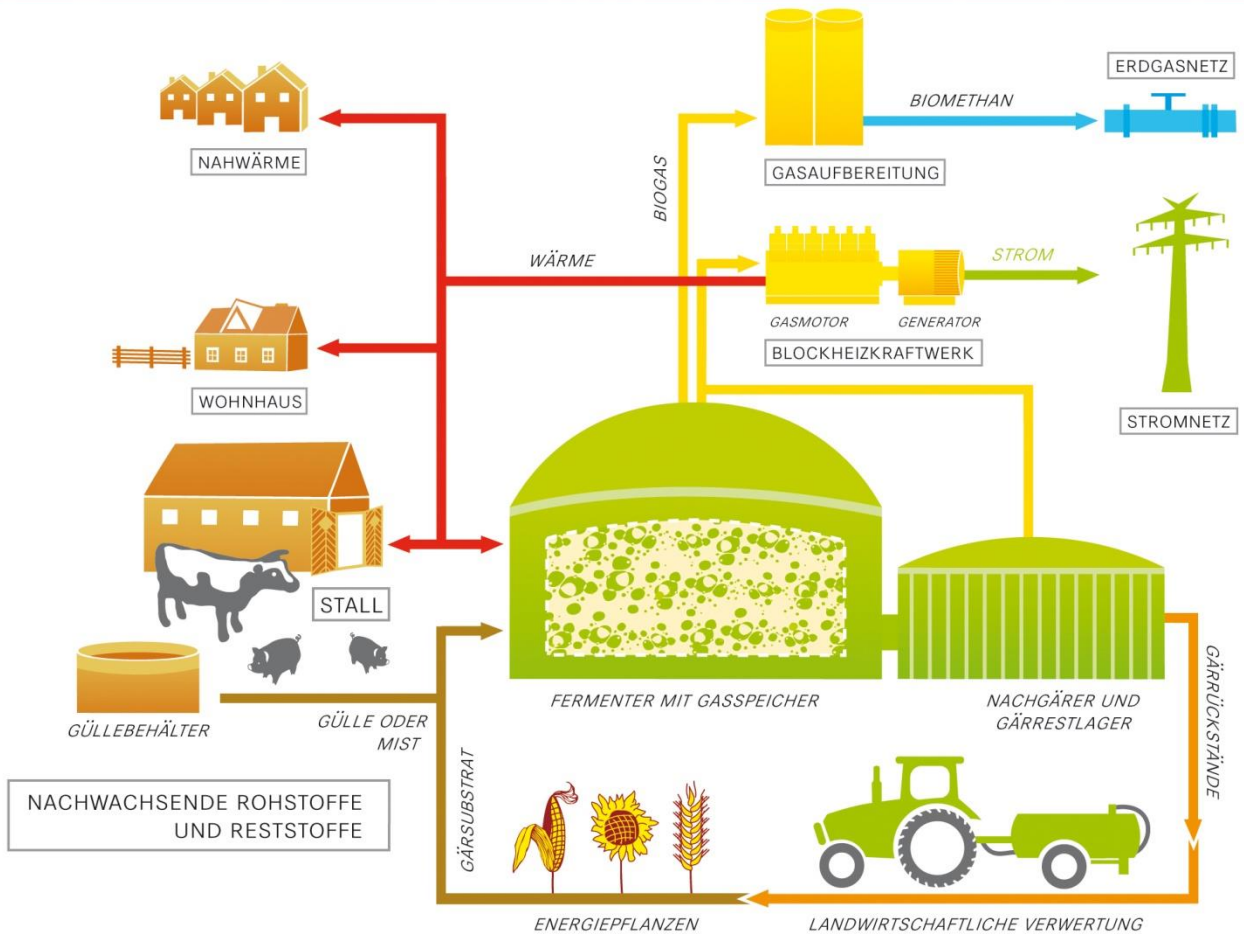 ERDGASNETZ
BIOMETHAN
NAHWÄRME
GASAUFBEREITUNG
BIOGAS
WÄRME
STROM
GASMOTOR
GENERATOR
BLOCKHEIZKRAFTWERK
WOHNHAUS
STROMNETZ
STALL
FERMENTER MIT GASSPEICHER
NACHGÄRER UND
GÄRRESTLAGER
GÄRRÜCKSTÄNDE
GÜLLEBEHÄLTER
GÜLLE ODER
MIST
NACHWACHSENDE ROHSTOFFE
UND RESTSTOFFE
GÄRSUBSTRAT
ENERGIEPFLANZEN
LANDWIRTSCHAFTLICHE VERWERTUNG